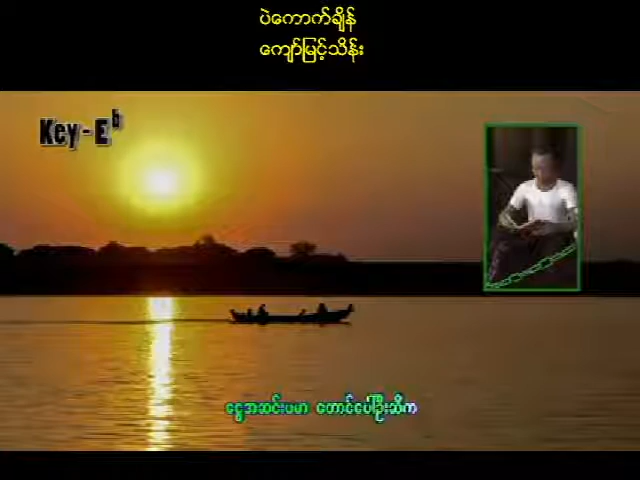 ပဲကောက်ချိန်
ကျော်မြင့်သိန်း
Key - E b
ငွေအဆင်းပမာ တောင်ပေါ်ဦးဆီက